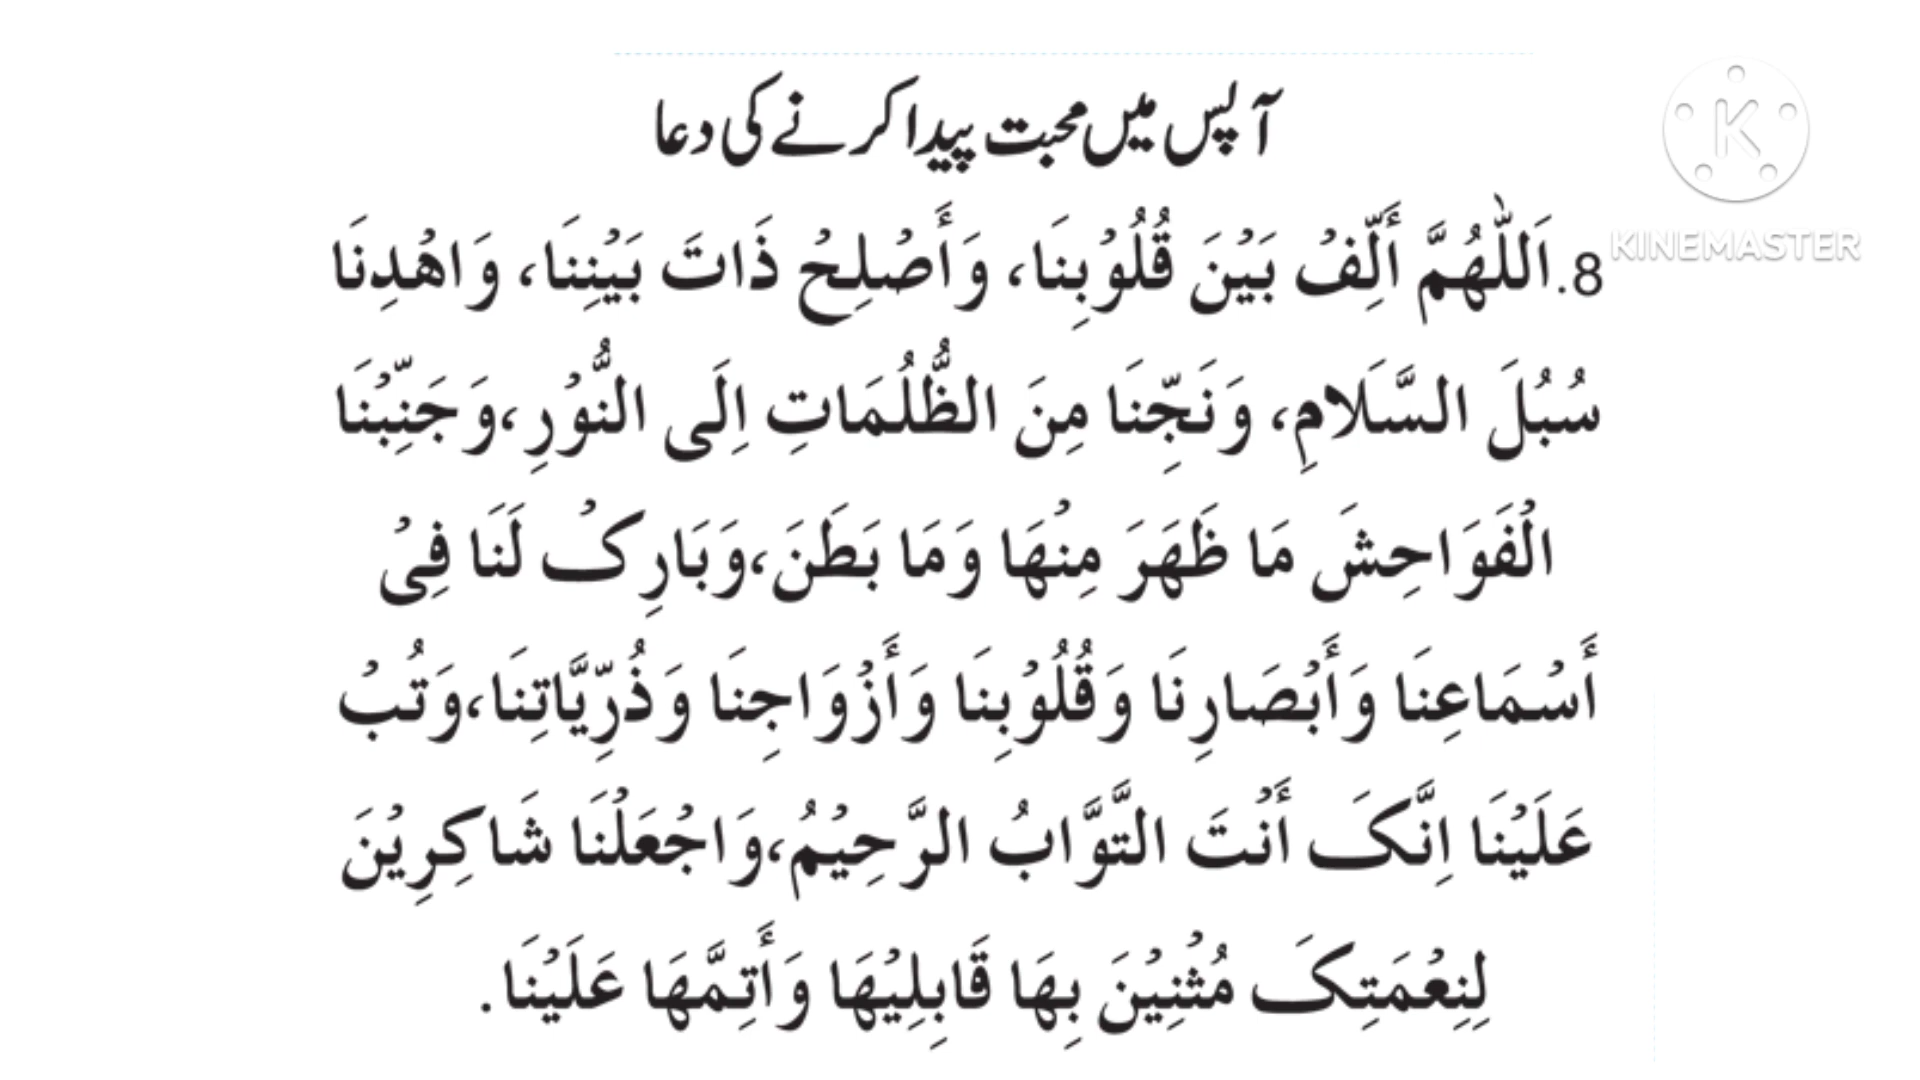 آپس میں محبت پیدا کرنے کی دعا
8. اَللّٰهُمَّ أَلِّفْ بَيْنَ قُلُوْبِنَا، وَأَصْلِحْ ذَاتَ بَيْنِنَا، وَاهْدِنَا
سُبُلَ السَّلَامِ، وَنَجِّنَا مِنَ الظُّلُمَاتِ اِلَى النُّوْرِ،وَجَنِّبْنَا
الْفَوَاحِشَ مَا ظَهَرَ مِنْهَا وَمَا بَطَنَ،وَبَارِکْ لَنَا فِيْ
أَسْمَاعِنَا وَأَبْصَارِنَا وَقُلُوْبِنَا وَأَزْوَاجِنَا وَذُرِّيَّاتِنَا،وَتُبْ
عَلَيْنَا اِنَّکَ أَنْتَ التَّوَّابُ الرَّحِيْمُ،وَاجْعَلْنَا شَاکِرِيْنَ
لِنِعْمَتِکَ مُثْنِيْنَ بِهَا قَابِلِيْهَا وَأَتِمَّهَا عَلَيْنَا.
K
KINEMASTER